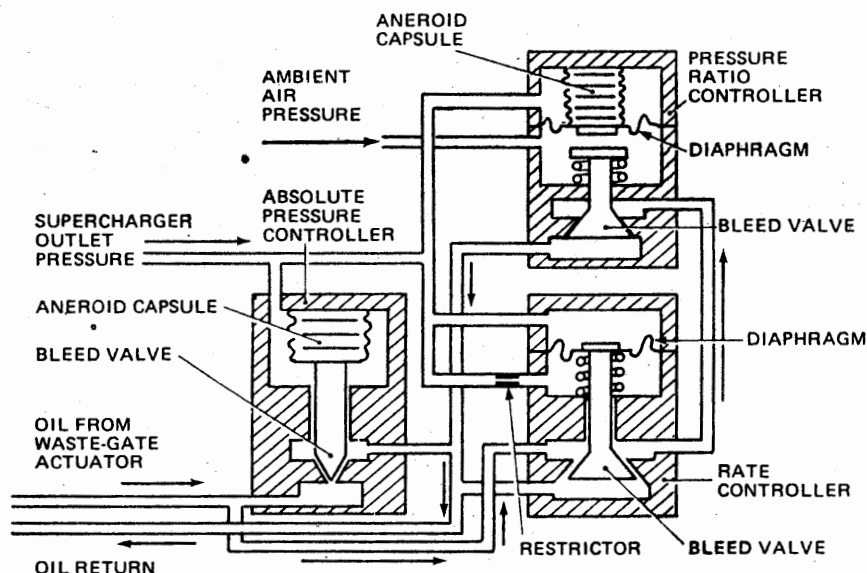 ANEROID
CAPSULE
PRESSURE
RATIO
CONTROLLER
AMBIENT
AIR
PRESSURE
DIAPHRAGM
ABSOLUTE
PRESSURE
CONTROLLER
SUPERCHARGER
OUTLET
PRESSURE
BLEED VALVE
ANEROID CAPSULE
BLEED VALVE
DIAPHRAGM
OIL FROM
WASTE-GATE
ACTUATOR
RATE
CONTROLLER
RESTRICTOR
BLEED VALVE
OIL RETURN